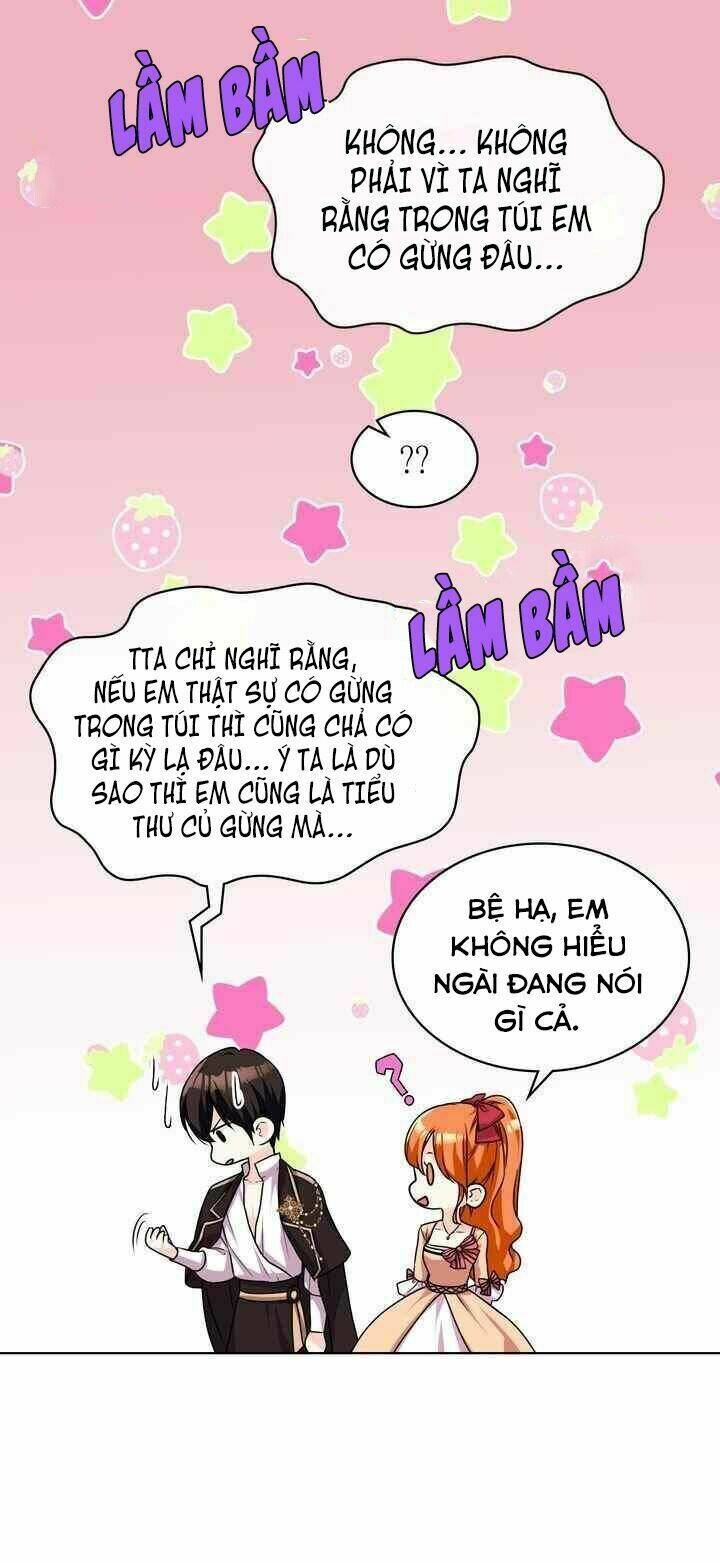 LẦM BẦM
KHÔNG... KHÔNG
PHẢI VÌ TA NGHĨ
RẰNG TRONG TÚI EM
CÓ GỪNG ĐÂU...
??
LẦM BẦM
TTA CHỈ NGHĨ RẰNG,
NẾU EM THẬT SỰ CÓ GỪNG
TRONG TÚI THÌ CŨNG CHẢ CÓ
GÌ KỲ LẠ ĐÂU... Ý TA LÀ DÙ
SAO THÌ EM CŨNG LÀ TIỂU
THƯ CỦ GỪNG MÀ...
BỆ HẠ, EM
KHÔNG HIỂU
NGÀI ĐANG NÓI
GÌ CẢ.
?